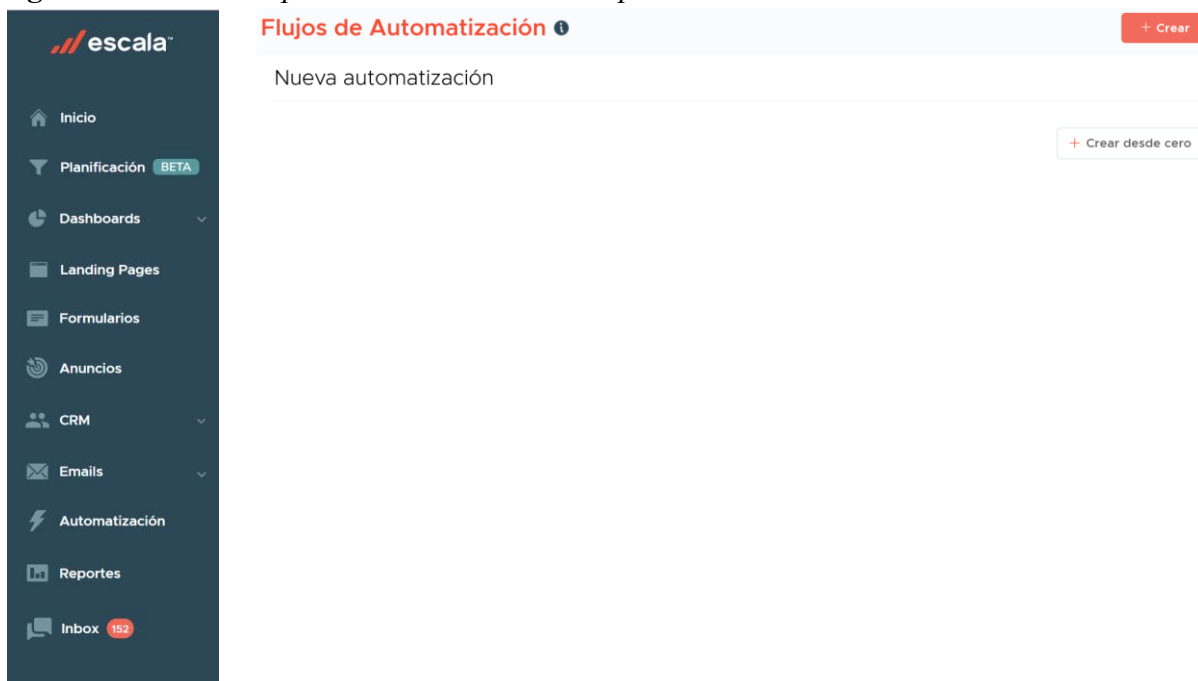 escala™
Flujos de Automatización
+ Crear
Nueva automatización
+ Crear desde cero
Inicio
Planificación BETA
Dashboards
Landing Pages
Formularios
Anuncios
CRM
Emails
Automatización
Reportes
Inbox 152